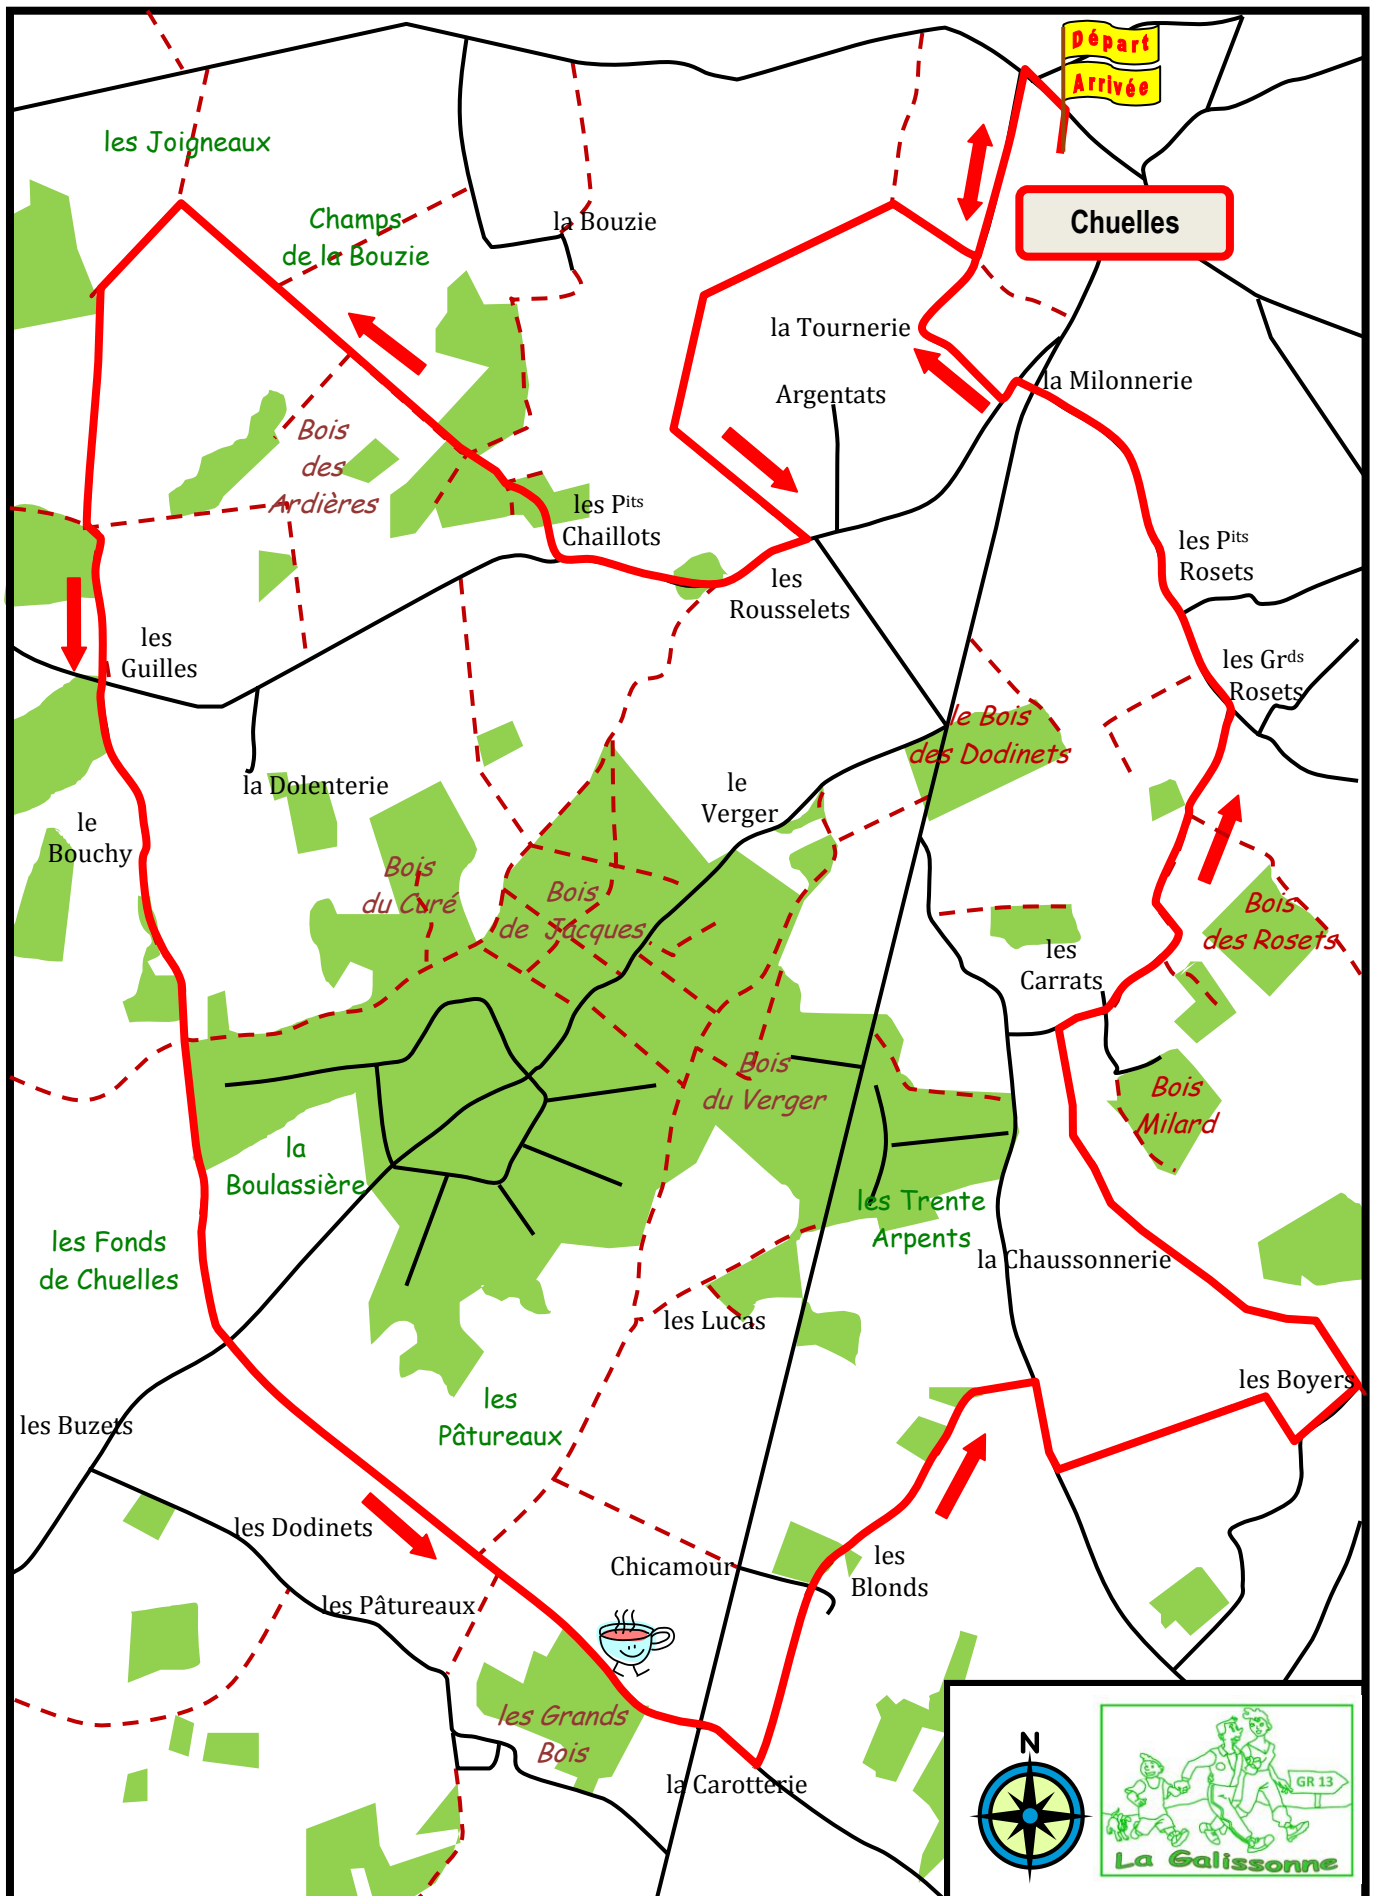 Départ
Arrivée
les Joigneaux
Chuelles
Champs
de la Bouzie
la Bouzie
la Tournerie
la Milonnerie
Argentats
Bois
des
Ardières
les Pits
Chaillots
les Pits
Rosets
les
Rousselets
les
Guilles
les Grds
Rosets
le Bois
des Dodinets
la Dolenterie
le
Verger
le
Bouchy
Bois
du Curé
Bois
de Jacques
Bois
des Rosets
les
Carrats
Bois
du Verger
Bois
Milard
la
Boulassière
les Trente
Arpents
les Fonds
de Chuelles
la Chaussonnerie
les Lucas
les Boyers
les
Pâtureaux
les Buzets
les Dodinets
Chicamour
les
Blonds
les Pâtureaux
les Grands
Bois
la Carotterie
N
GR 13
La Galissonne